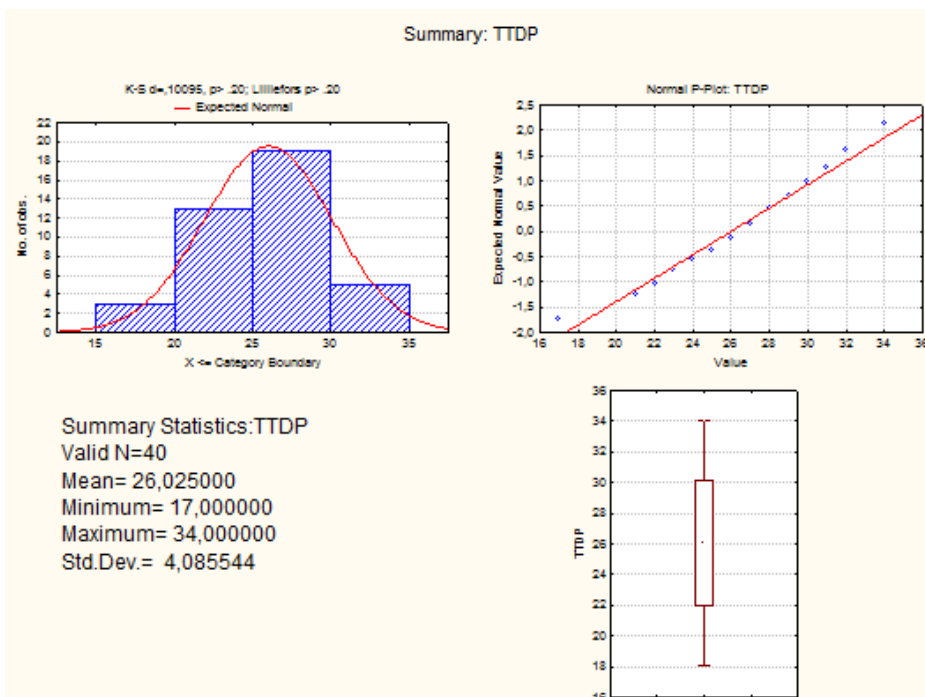 Summary: TTDP
K-S d=,10095, p> .20; Lilliefors p> .20
Expected Normal
22
20
18
16
14
12
10
8
6
4
2
0
No. of obs.
15 20 25 30 35
X <= Category Boundary
Normal P-Plot: TTDP
2,5
2,0
1,5
1,0
0,5
0,0
-0,5
-1,0
-1,5
-2,0
Expected Normal Value
16 18 20 22 24 26 28 30 32 34 36
Value
Summary Statistics:TTDP
Valid N=40
Mean= 26,025000
Minimum= 17,000000
Maximum= 34,000000
Std.Dev.= 4,085544
36
34
32
30
28
26
24
22
20
18
16
TTDP